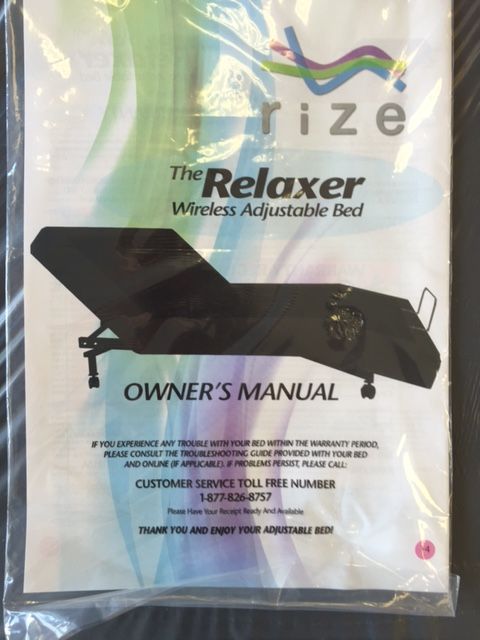 rize
The Relaxer
Wireless Adjustable Bed
OWNER'S MANUAL
IF YOU EXPERIENCE ANY TROUBLE WITH YOUR BED WITHIN THE WARRANTY PERIOD,
PLEASE CONSULT THE TROUBLESHOOTING GUIDE PROVIDED WITH YOUR BED
AND ONLINE (IF APPLICABLE). IF PROBLEMS PERSIST, PLEASE CALL:
CUSTOMER SERVICE TOLL FREE NUMBER
1-877-826-8757
Please Have Your Receipt Ready And Available
THANK YOU AND ENJOY YOUR ADJUSTABLE BED!